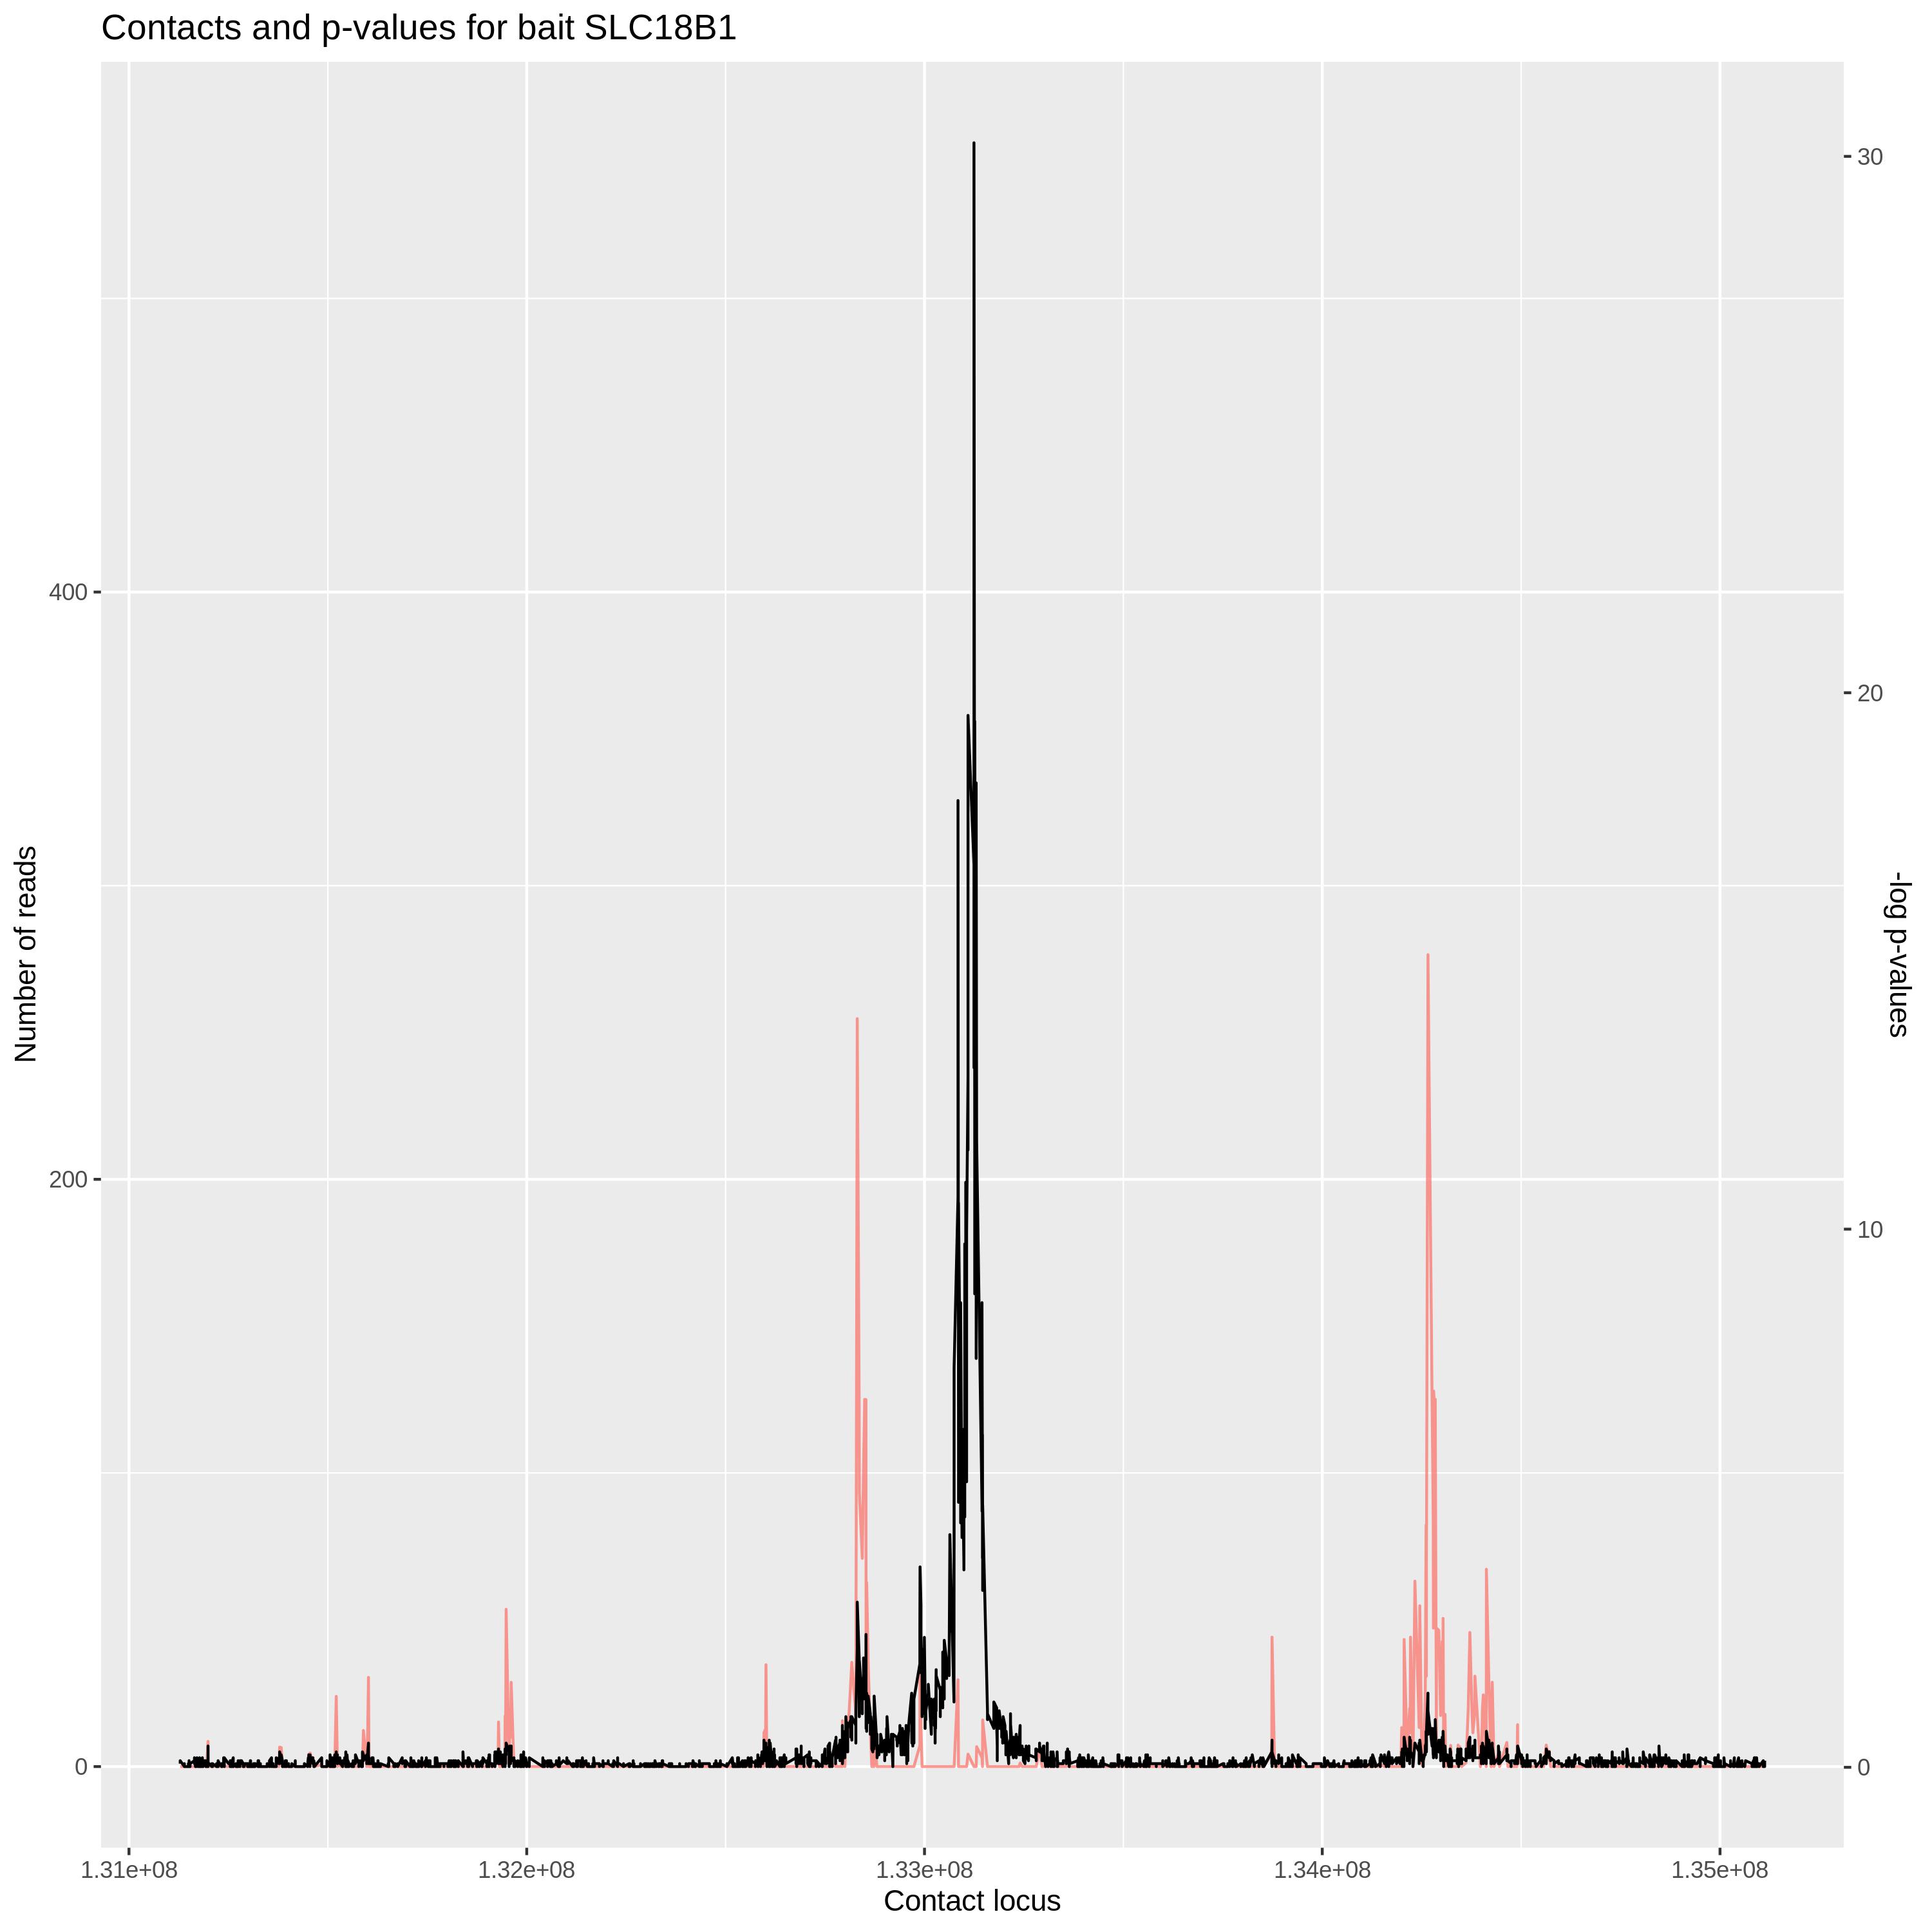 Contacts and p-values for bait SLC18B1
30
400
20
Number of reads
-log p-values
200
10
0
0
1.31e+08
1.32e+08
1.33e+08
1.34e+08
1.35e+08
Contact locus